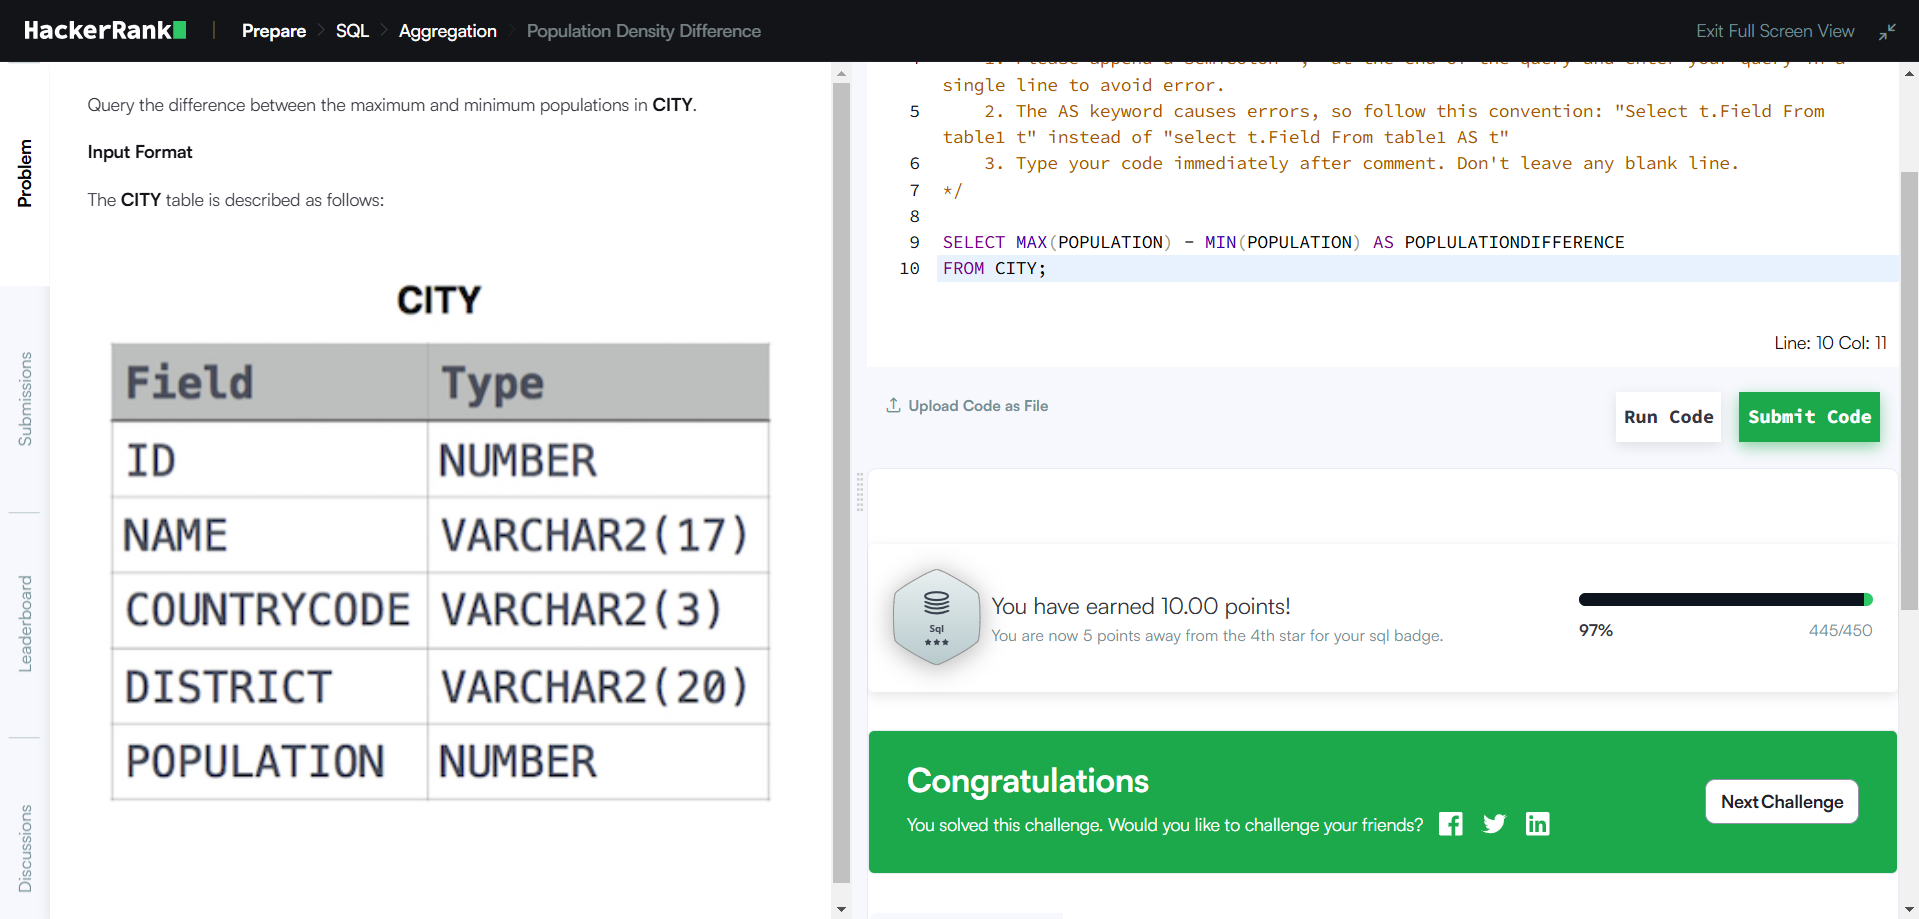 HackerRank | Prepare > SQL > Aggregation > Population Density Difference
Exit Full Screen View
Problem
Submissions
Leaderboard
Discussions
Query the difference between the maximum and minimum populations in CITY.
Input Format
The CITY table is described as follows:
CITY
Field Type
ID NUMBER
NAME VARCHAR2(17)
COUNTRYCODE VARCHAR2(3)
DISTRICT VARCHAR2(20)
POPULATION NUMBER
single line to avoid error.
5 2. The AS keyword causes errors, so follow this convention: "Select t.Field From
table1 t" instead of "select t.Field From table1 AS t"
6 3. Type your code immediately after comment. Don't leave any blank line.
7 */
8
9 SELECT MAX(POPULATION) - MIN(POPULATION) AS POPLULATIONDIFFERENCE
10 FROM CITY;
Line: 10 Col: 11
Upload Code as File
Run Code
Submit Code
Sql
You have earned 10.00 points!
You are now 5 points away from the 4th star for your sql badge.
97% 445/450
Congratulations
You solved this challenge. Would you like to challenge your friends?
Next Challenge